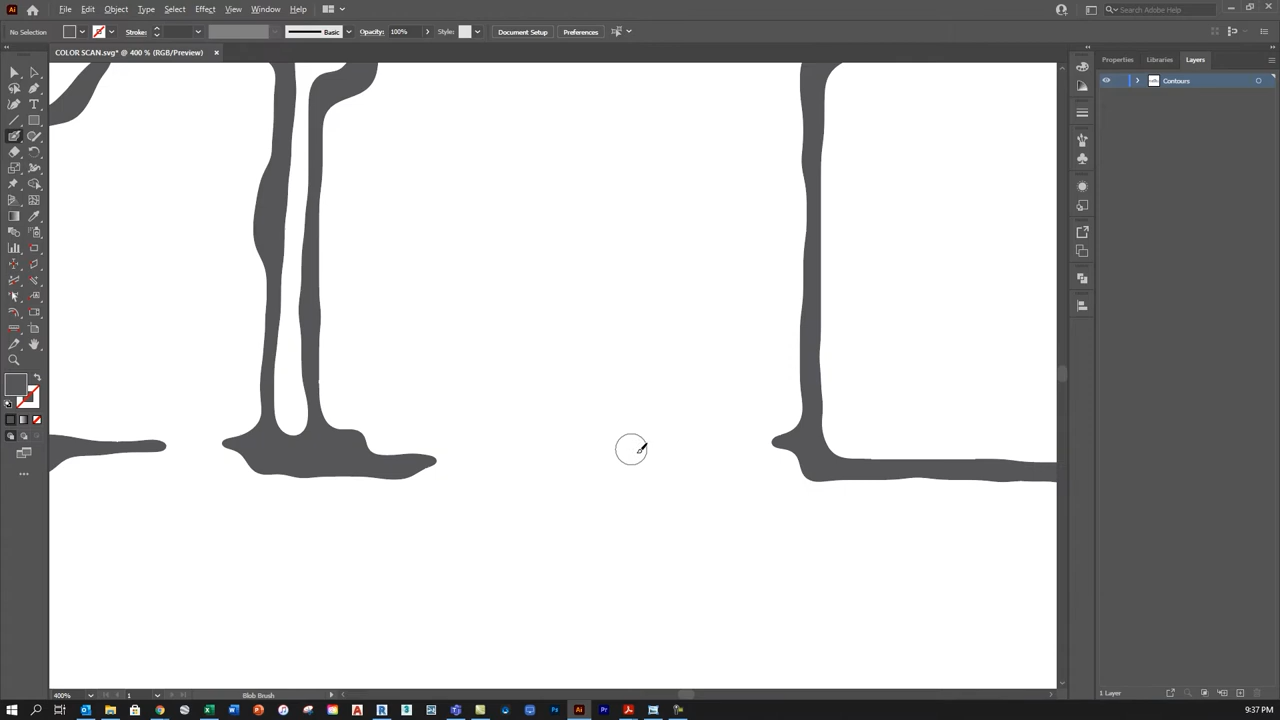 Ai File Edit Object Type Select Effect View Window Help Search Adobe Help
No Selection Stroke: Basic Opacity: 100% Style: Document Setup Preferences
COLOR SCAN.svg* @ 400 % (RGB/Preview) × Properties Libraries Layers
Contours
400% 1 Blob Brush 1 Layer
9:37 PM